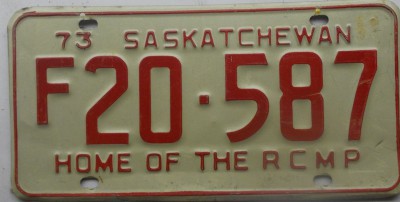 73 SASKATCHEWAN
F20·587
HOME OF THE RCMP